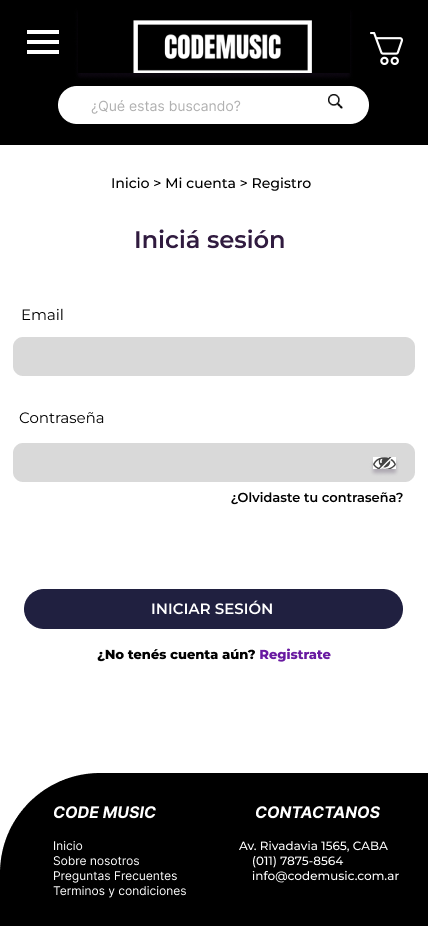 CODEMUSIC
¿Qué estas buscando?
Inicio > Mi cuenta > Registro
Iniciá sesión
Email
Contraseña
¿Olvidaste tu contraseña?
INICIAR SESIÓN
¿No tenés cuenta aún? Registrate
CODE MUSIC
Inicio
Sobre nosotros
Preguntas Frecuentes
Terminos y condiciones
CONTACTANOS
Av. Rivadavia 1565, CABA
(011) 7875-8564
info@codemusic.com.ar